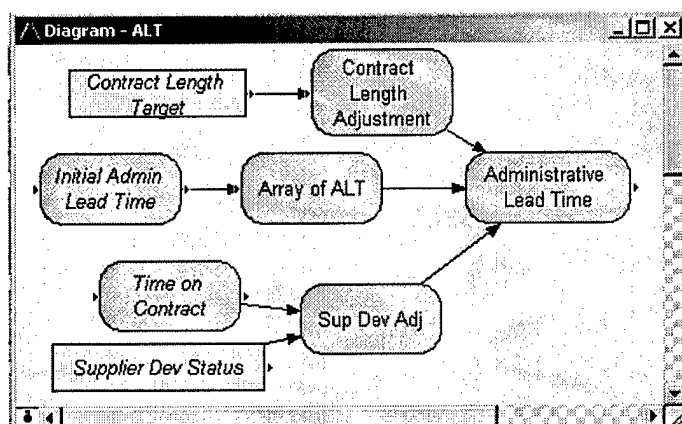 Diagram - ALT
Contract Length
Target
Contract
Length
Adjustment
Initial Admin
Lead Time
Array of ALT
Administrative
Lead Time
Time on
Contract
Sup Dev Adj
Supplier Dev Status